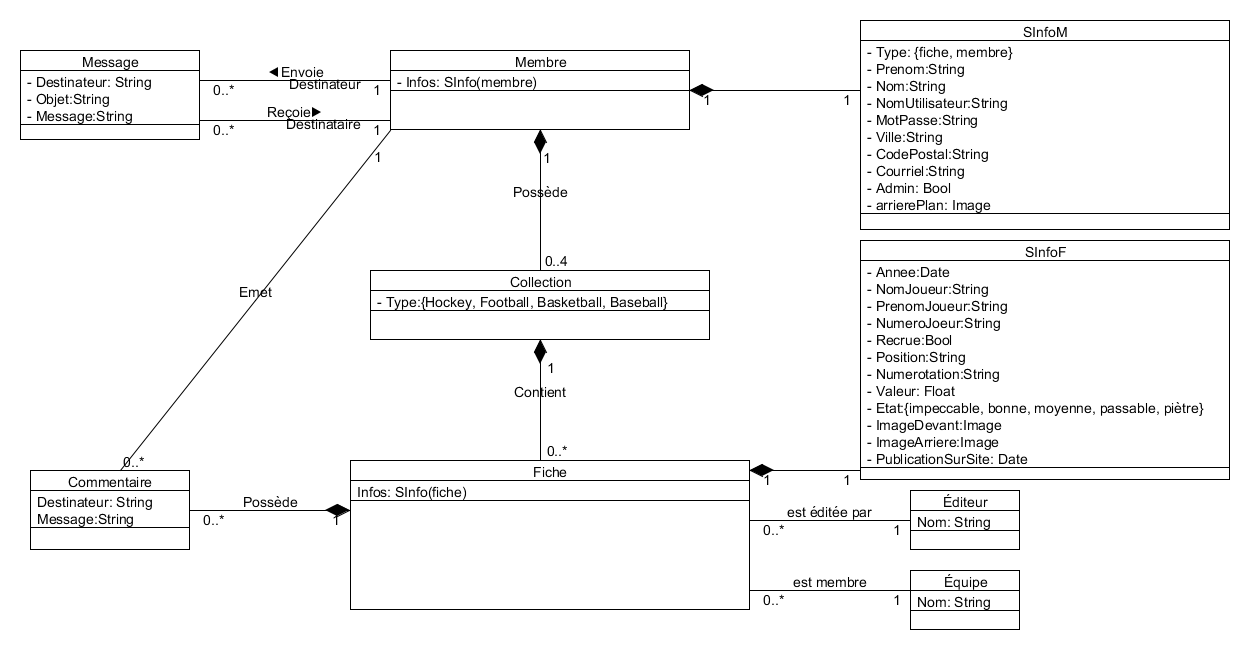 Message
- Destinateur: String
- Objet:String
- Message:String
Envoie
Destinateur
0..*
1
Reçoie
Destinataire
0..*
1
Membre
- Infos: SInfo(membre)
1
1
SInfoM
- Type: {fiche, membre}
- Prenom:String
- Nom:String
- NomUtilisateur:String
- MotPasse:String
- Ville:String
- CodePostal:String
- Courriel:String
- Admin: Bool
- arrierePlan: Image
1
1
Possède
0..4
Emet
0..*
Collection
- Type:{Hockey, Football, Basketball, Baseball}
1
Contient
0..*
SInfoF
- Annee:Date
- NomJoueur:String
- PrenomJoueur:String
- NumeroJoeur:String
- Recrue:Bool
- Position:String
- Numerotation:String
- Valeur: Float
- Etat:{impeccable, bonne, moyenne, passable, piètre}
- ImageDevant:Image
- ImageArriere:Image
- PublicationSurSite: Date
Commentaire
Destinateur: String
Message:String
Possède
0..*
1
Fiche
Infos: SInfo(fiche)
1
1
est éditée par
0..*
1
Éditeur
Nom: String
est membre
0..*
1
Équipe
Nom: String